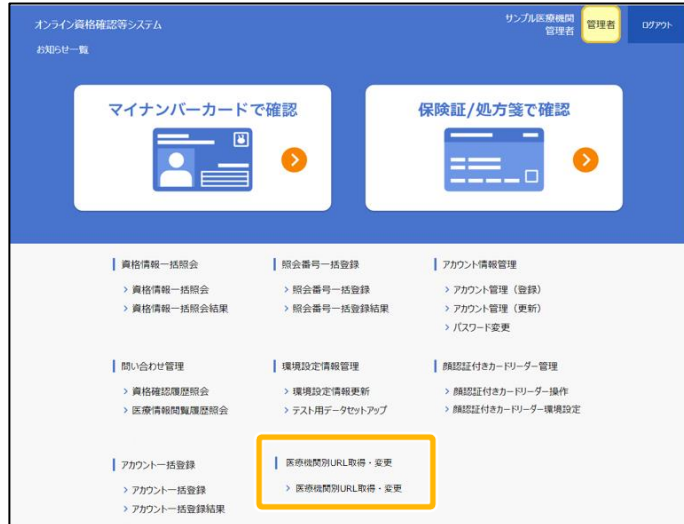 オンライン資格確認等システム
サンプル医療機関
管理者
管理者
ログアウト
お知らせ一覧
マイナンバーカードで確認
保険証/処方箋で確認
資格情報一括照会
資格情報一括照会
資格情報一括照会結果
照会番号一括登録
照会番号一括登録
照会番号一括登録結果
アカウント情報管理
アカウント管理（登録）
アカウント管理（更新）
パスワード変更
問い合わせ管理
資格確認履歴照会
医療情報閲覧履歴照会
環境設定情報管理
環境設定情報更新
テスト用データセットアップ
顔認証付きカードリーダー管理
顔認証付きカードリーダー操作
顔認証付きカードリーダー環境設定
アカウント一括登録
アカウント一括登録
アカウント一括登録結果
医療機関別URL取得・変更
医療機関別URL取得・変更